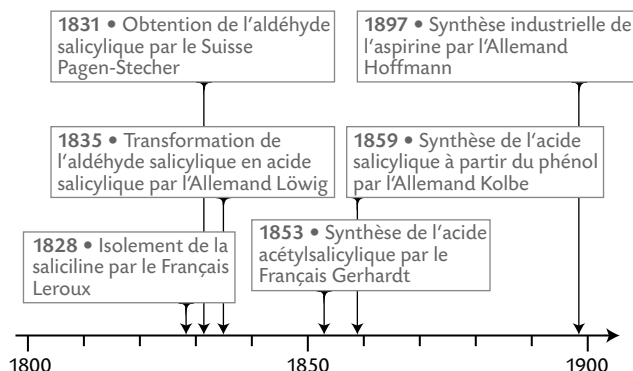 1831 • Obtention de l'aldéhyde
salicylique par le Suisse
Pagen-Stecher
1897 • Synthèse industrielle de
l'aspirine par l'Allemand
Hoffmann
1835 • Transformation de
l'aldéhyde salicylique en acide
salicylique par l'Allemand Löwig
1859 • Synthèse de l'acide
salicylique à partir du phénol
par l'Allemand Kolbe
1828 • Isolement de la
saliciline par le Français
Leroux
1853 • Synthèse de l'acide
acétylsalicylique par le
Français Gerhardt
1800
1850
1900